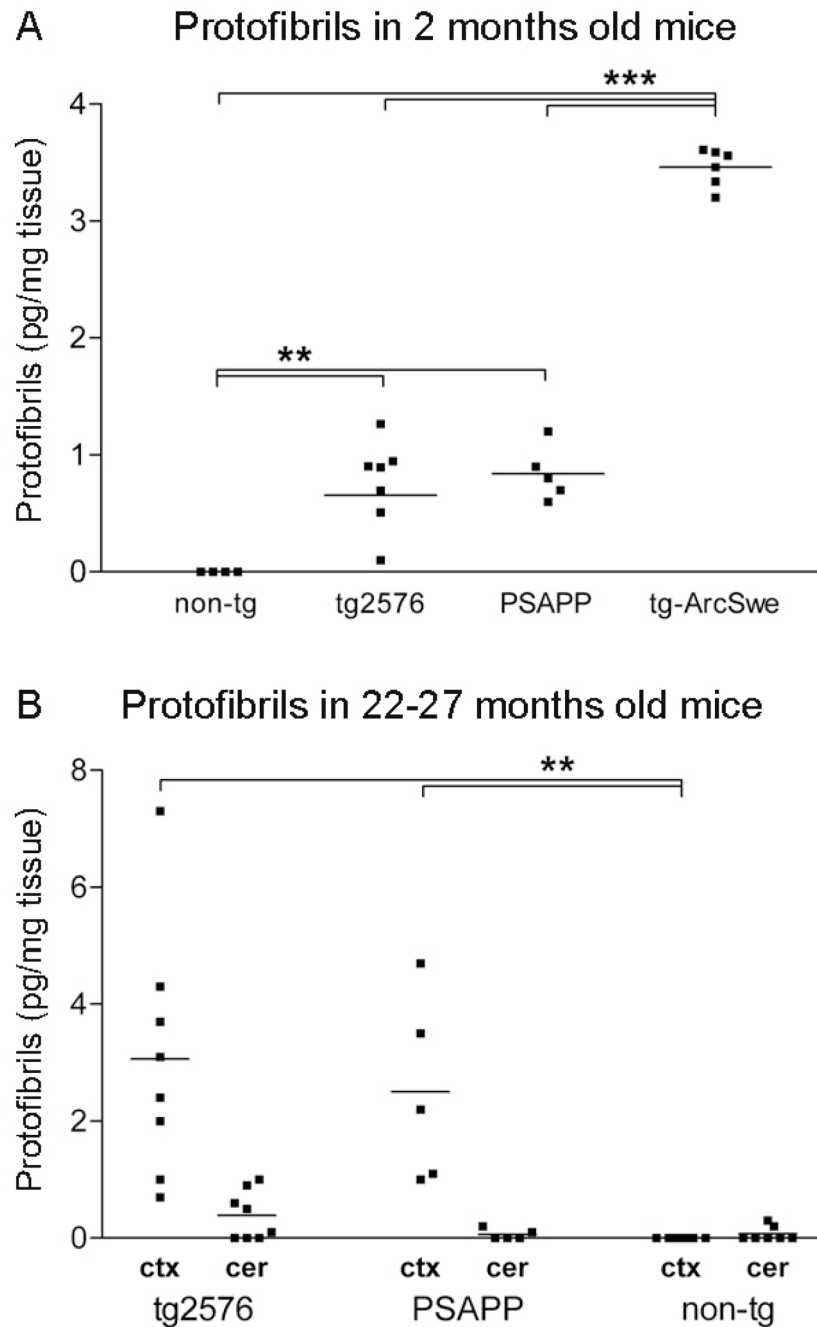 A Protofibrils in 2 months old mice
***
4
3
2
1
0
**
Protofibrils (pg/mg tissue)
non-tg tg2576 PSAPP tg-ArcSwe
B Protofibrils in 22-27 months old mice
**
8
6
4
2
0
Protofibrils (pg/mg tissue)
ctx cer ctx cer ctx cer
tg2576 PSAPP non-tg